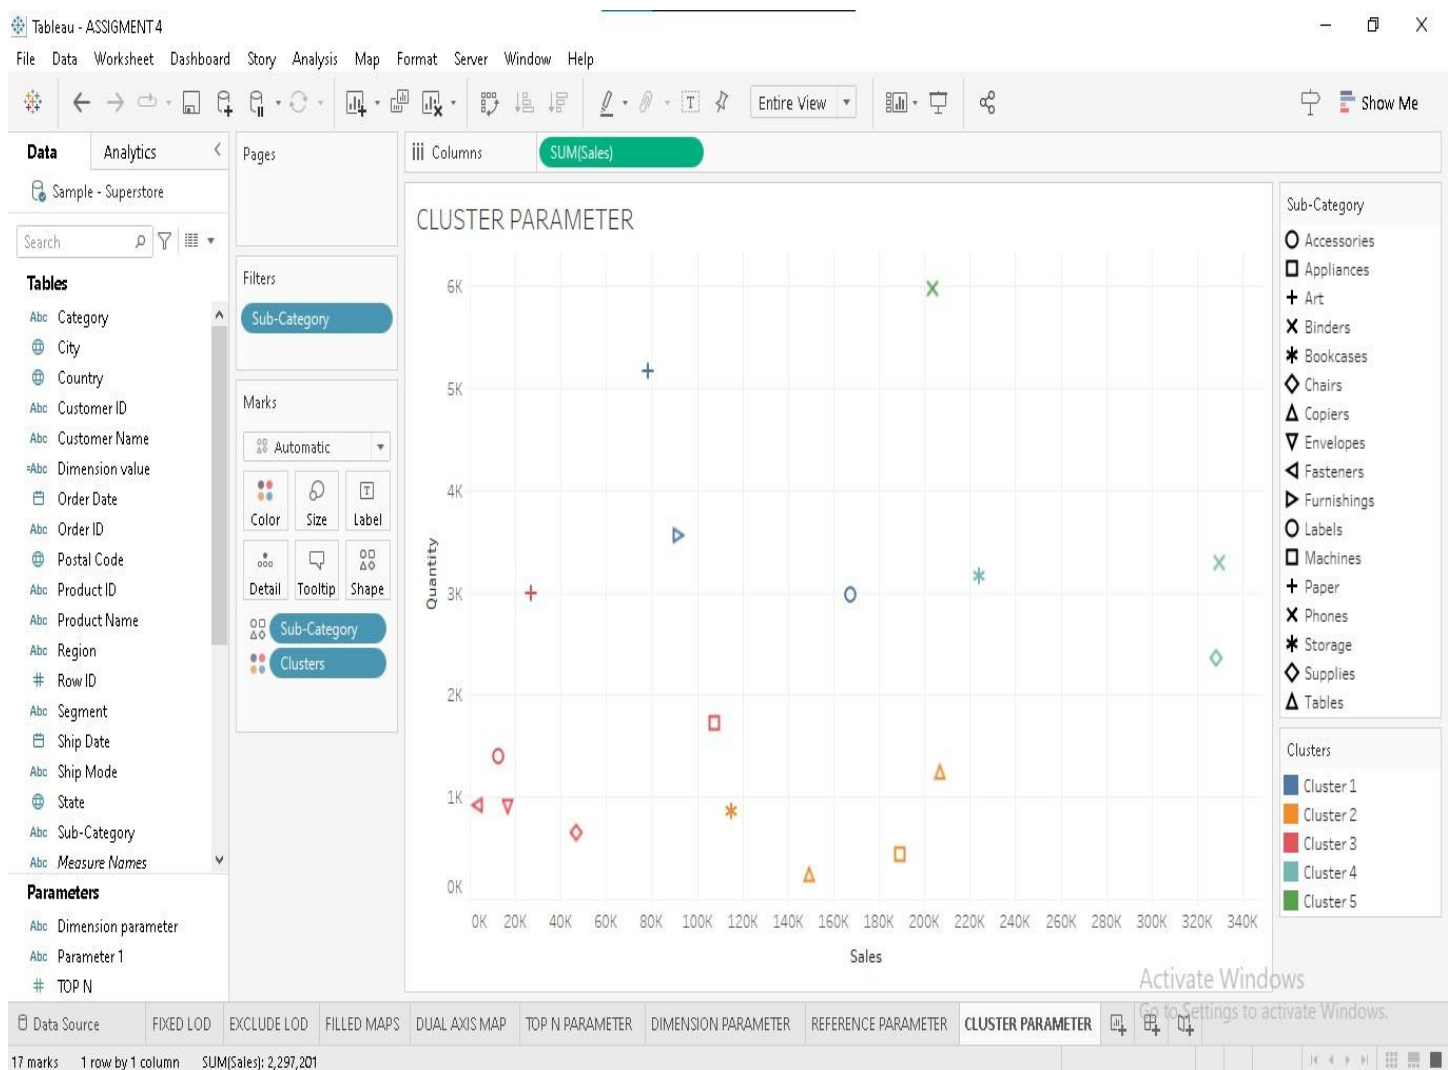 Tableau - ASSIGMENT 4
File Data Worksheet Dashboard Story Analysis Map Format Server Window Help
Entire View
Show Me
Data Analytics
Sample - Superstore
Search
Tables
Abc Category
City
Country
Abc Customer ID
Abc Customer Name
=Abc Dimension value
Order Date
Abc Order ID
Postal Code
Abc Product ID
Abc Product Name
Abc Region
# Row ID
Abc Segment
Ship Date
Abc Ship Mode
State
Abc Sub-Category
Abc Measure Names
Parameters
Abc Dimension parameter
Abc Parameter 1
# TOP N
Pages
Filters
Sub-Category
Marks
Automatic
Color Size Label
Detail Tooltip Shape
Sub-Category
Clusters
Columns SUM(Sales)
CLUSTER PARAMETER
6K
5K
4K
3K
2K
1K
0K
Quantity
0K 20K 40K 60K 80K 100K 120K 140K 160K 180K 200K 220K 240K 260K 280K 300K 320K 340K
Sales
Sub-Category
Accessories
Appliances
Art
Binders
Bookcases
Chairs
Copiers
Envelopes
Fasteners
Furnishings
Labels
Machines
Paper
Phones
Storage
Supplies
Tables
Clusters
Cluster 1
Cluster 2
Cluster 3
Cluster 4
Cluster 5
Activate Windows
Go to Settings to activate Windows.
Data Source FIXED LOD EXCLUDE LOD FILLED MAPS DUAL AXIS MAP TOP N PARAMETER DIMENSION PARAMETER REFERENCE PARAMETER CLUSTER PARAMETER
17 marks 1 row by 1 column SUM(Sales): 2,297,201